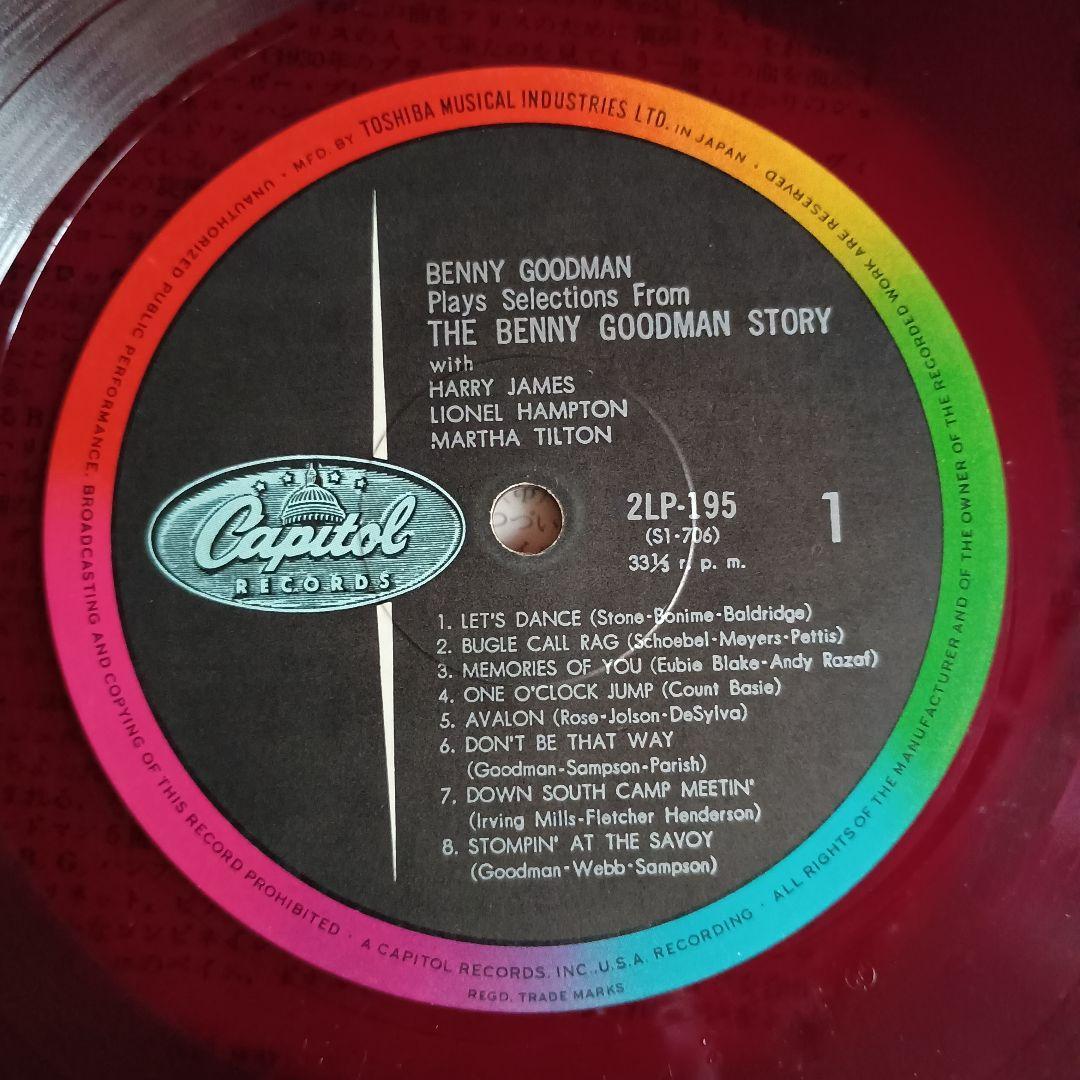 MFD. BY TOSHIBA MUSICAL INDUSTRIES LTD. IN JAPAN · ALL RIGHTS OF THE MANUFACTURER AND OF THE OWNER OF THE RECORDED WORK ARE RESERVED
UNAUTHORIZED PUBLIC PERFORMANCE, BROADCASTING AND COPYING OF THIS RECORD PROHIBITED · A CAPITOL RECORDS, INC., U.S.A. RECORDING ·
REGD. TRADE MARKS
BENNY GOODMAN
Plays Selections From
THE BENNY GOODMAN STORY
with
HARRY JAMES
LIONEL HAMPTON
MARTHA TILTON
Capitol
RECORDS
2LP-195
1
(S1-706)
33⅓ r. p. m.
1. LET'S DANCE (Stone-Bonime-Baldridge)
2. BUGLE CALL RAG (Schoebel-Meyers-Pettis)
3. MEMORIES OF YOU (Eubie Blake-Andy Razaf)
4. ONE O'CLOCK JUMP (Count Basie)
5. AVALON (Rose-Jolson-DeSylva)
6. DON'T BE THAT WAY
(Goodman-Sampson-Parish)
7. DOWN SOUTH CAMP MEETIN'
(Irving Mills-Fletcher Henderson)
8. STOMPIN' AT THE SAVOY
(Goodman-Webb-Sampson)